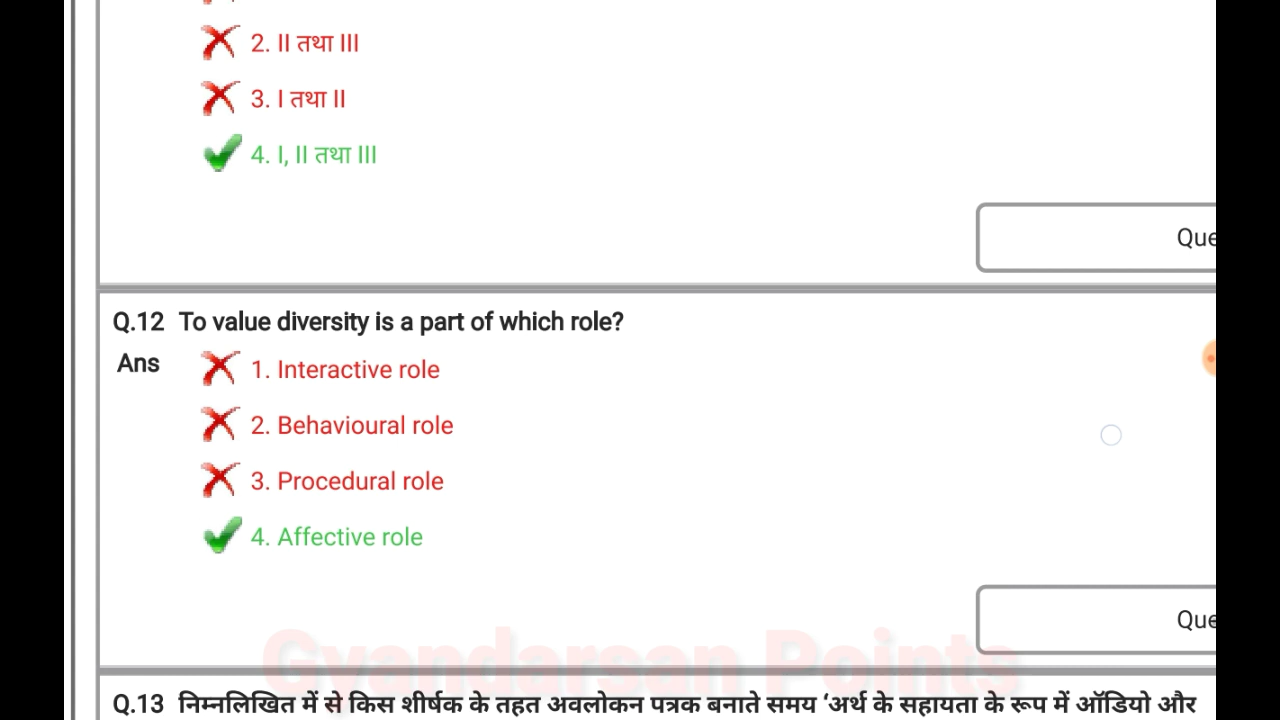 2. II तथा III
3. I तथा II
4. I, II तथा III
Que
Q.12 To value diversity is a part of which role?
Ans 1. Interactive role
2. Behavioural role
3. Procedural role
4. Affective role
Que
Gyandarsan Points
Q.13 निम्नलिखित में से किस शीर्षक के तहत अवलोकन पत्रक बनाते समय ‘अर्थ के सहायता के रूप में ऑडियो और